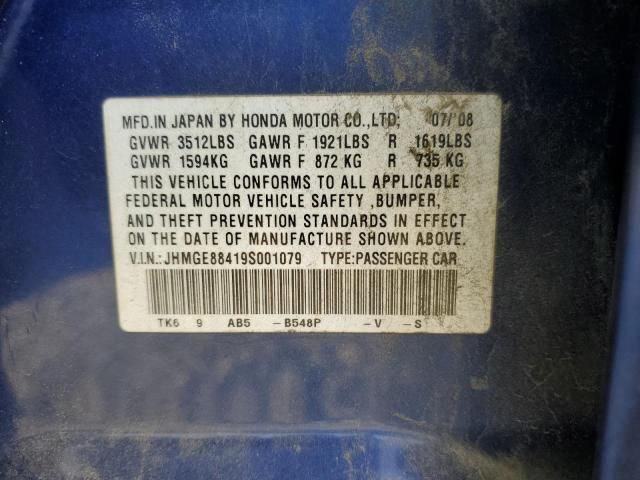 MFD.IN JAPAN BY HONDA MOTOR CO.,LTD; 07/'08
GVWR 3512LBS GAWR F 1921LBS R 1619LBS
GVWR 1594KG GAWR F 872 KG R 735 KG
THIS VEHICLE CONFORMS TO ALL APPLICABLE
FEDERAL MOTOR VEHICLE SAFETY ,BUMPER,
AND THEFT PREVENTION STANDARDS IN EFFECT
ON THE DATE OF MANUFACTURE SHOWN ABOVE.
V.I.N.:JHMGE88419S001079 TYPE:PASSENGER CAR
TK6 9 AB5 -B548P -V -S